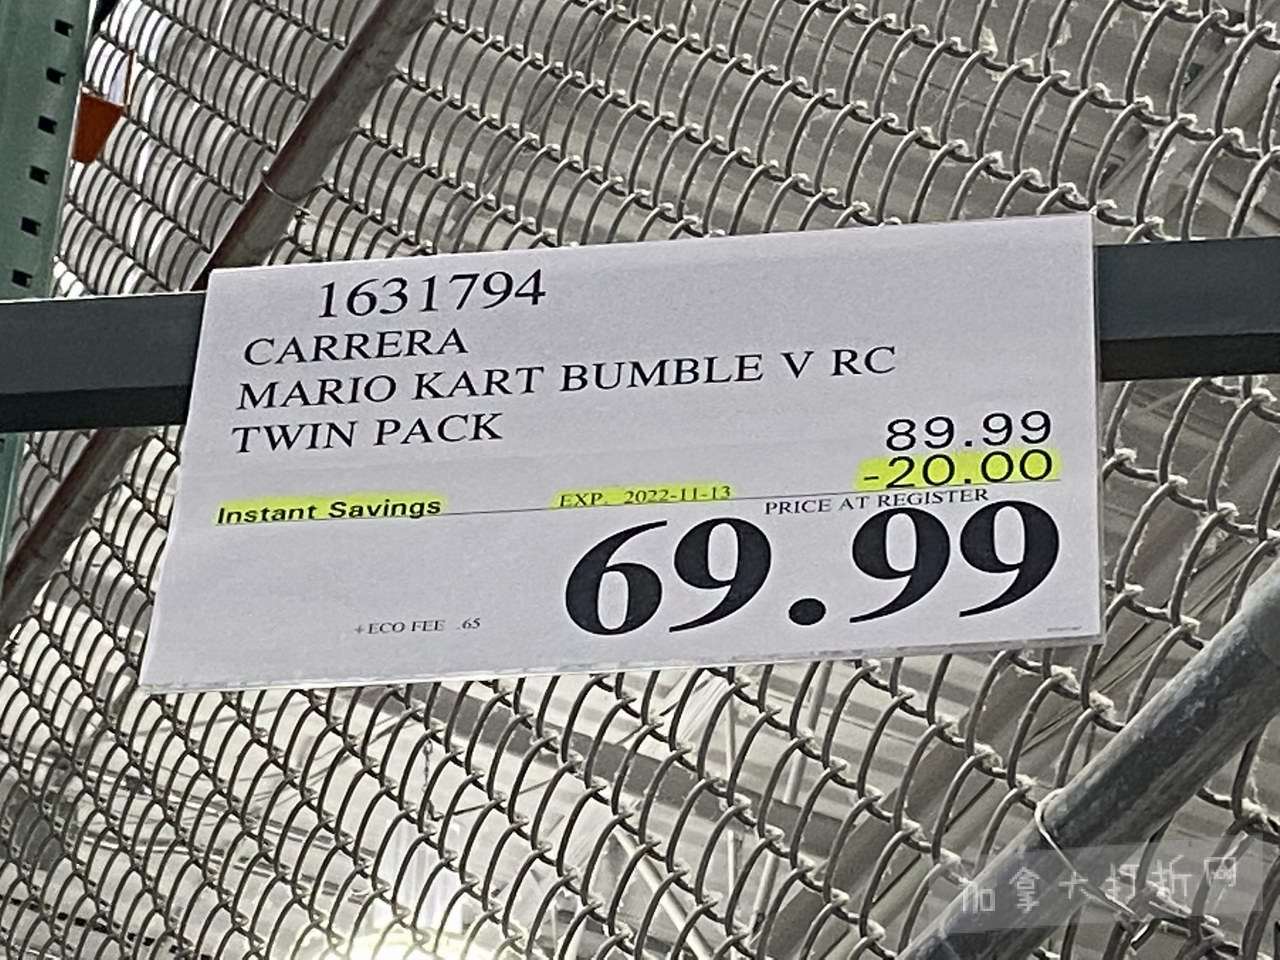 1631794
CARRERA
MARIO KART BUMBLE V RC
TWIN PACK
89.99
-20.00
Instant Savings EXP. 2022-11-13
PRICE AT REGISTER
69.99
+ECO FEE .65
加拿大打折网